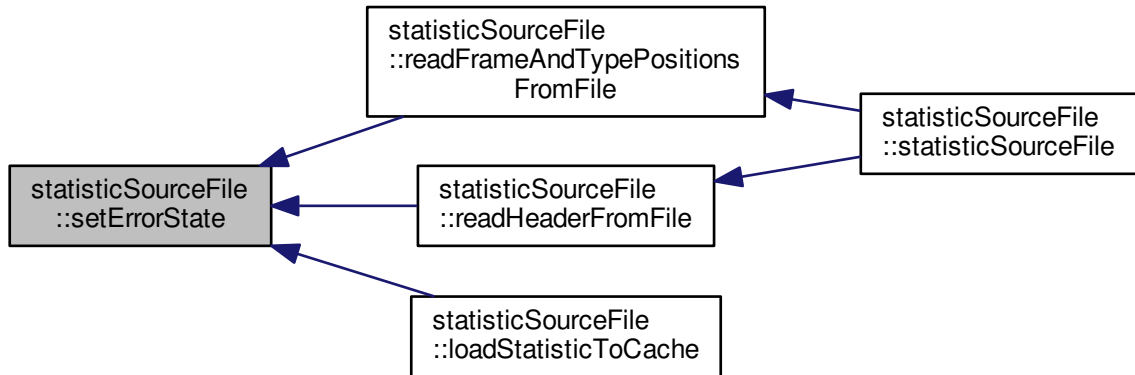 statisticSourceFile
::readFrameAndTypePositions
FromFile
statisticSourceFile
::statisticSourceFile
statisticSourceFile
::setErrorState
statisticSourceFile
::readHeaderFromFile
statisticSourceFile
::loadStatisticToCache